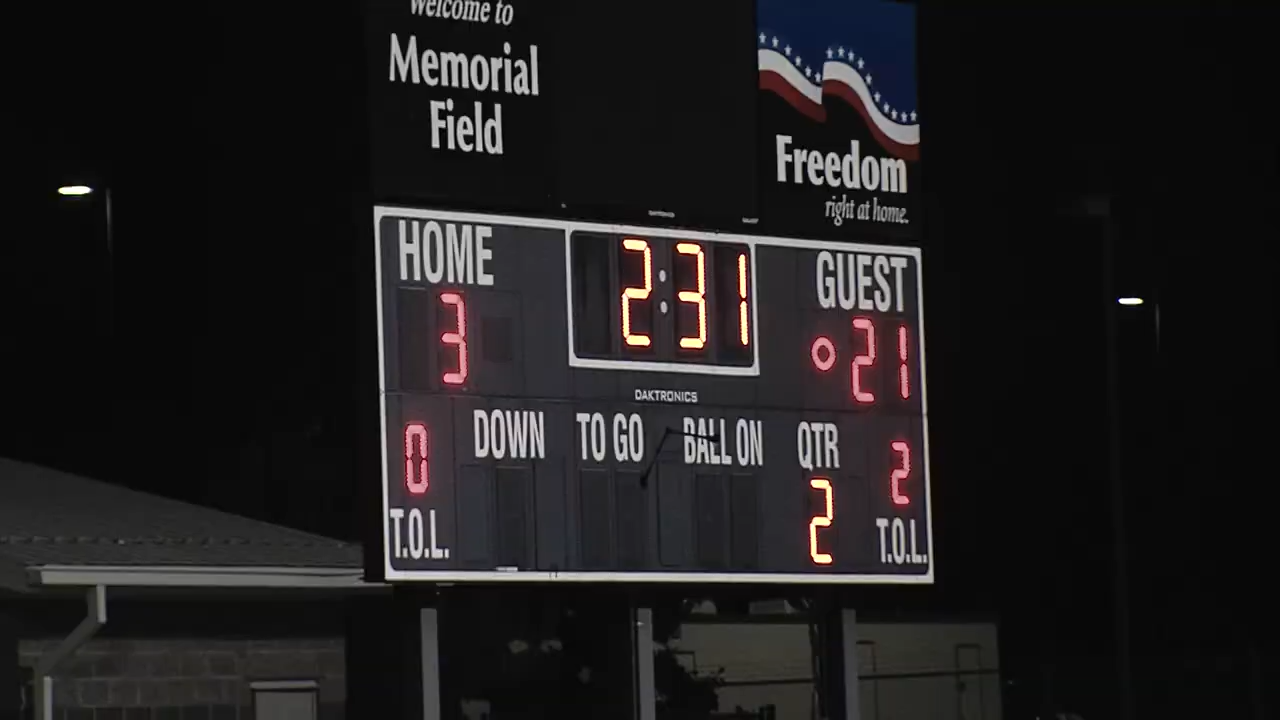 Welcome to
Memorial
Field
Freedom
right at home.
HOME
2:31
GUEST
3
21
DAKTRONICS
DOWN
TO GO
BALL ON
QTR
0
2
2
T.O.L.
T.O.L.